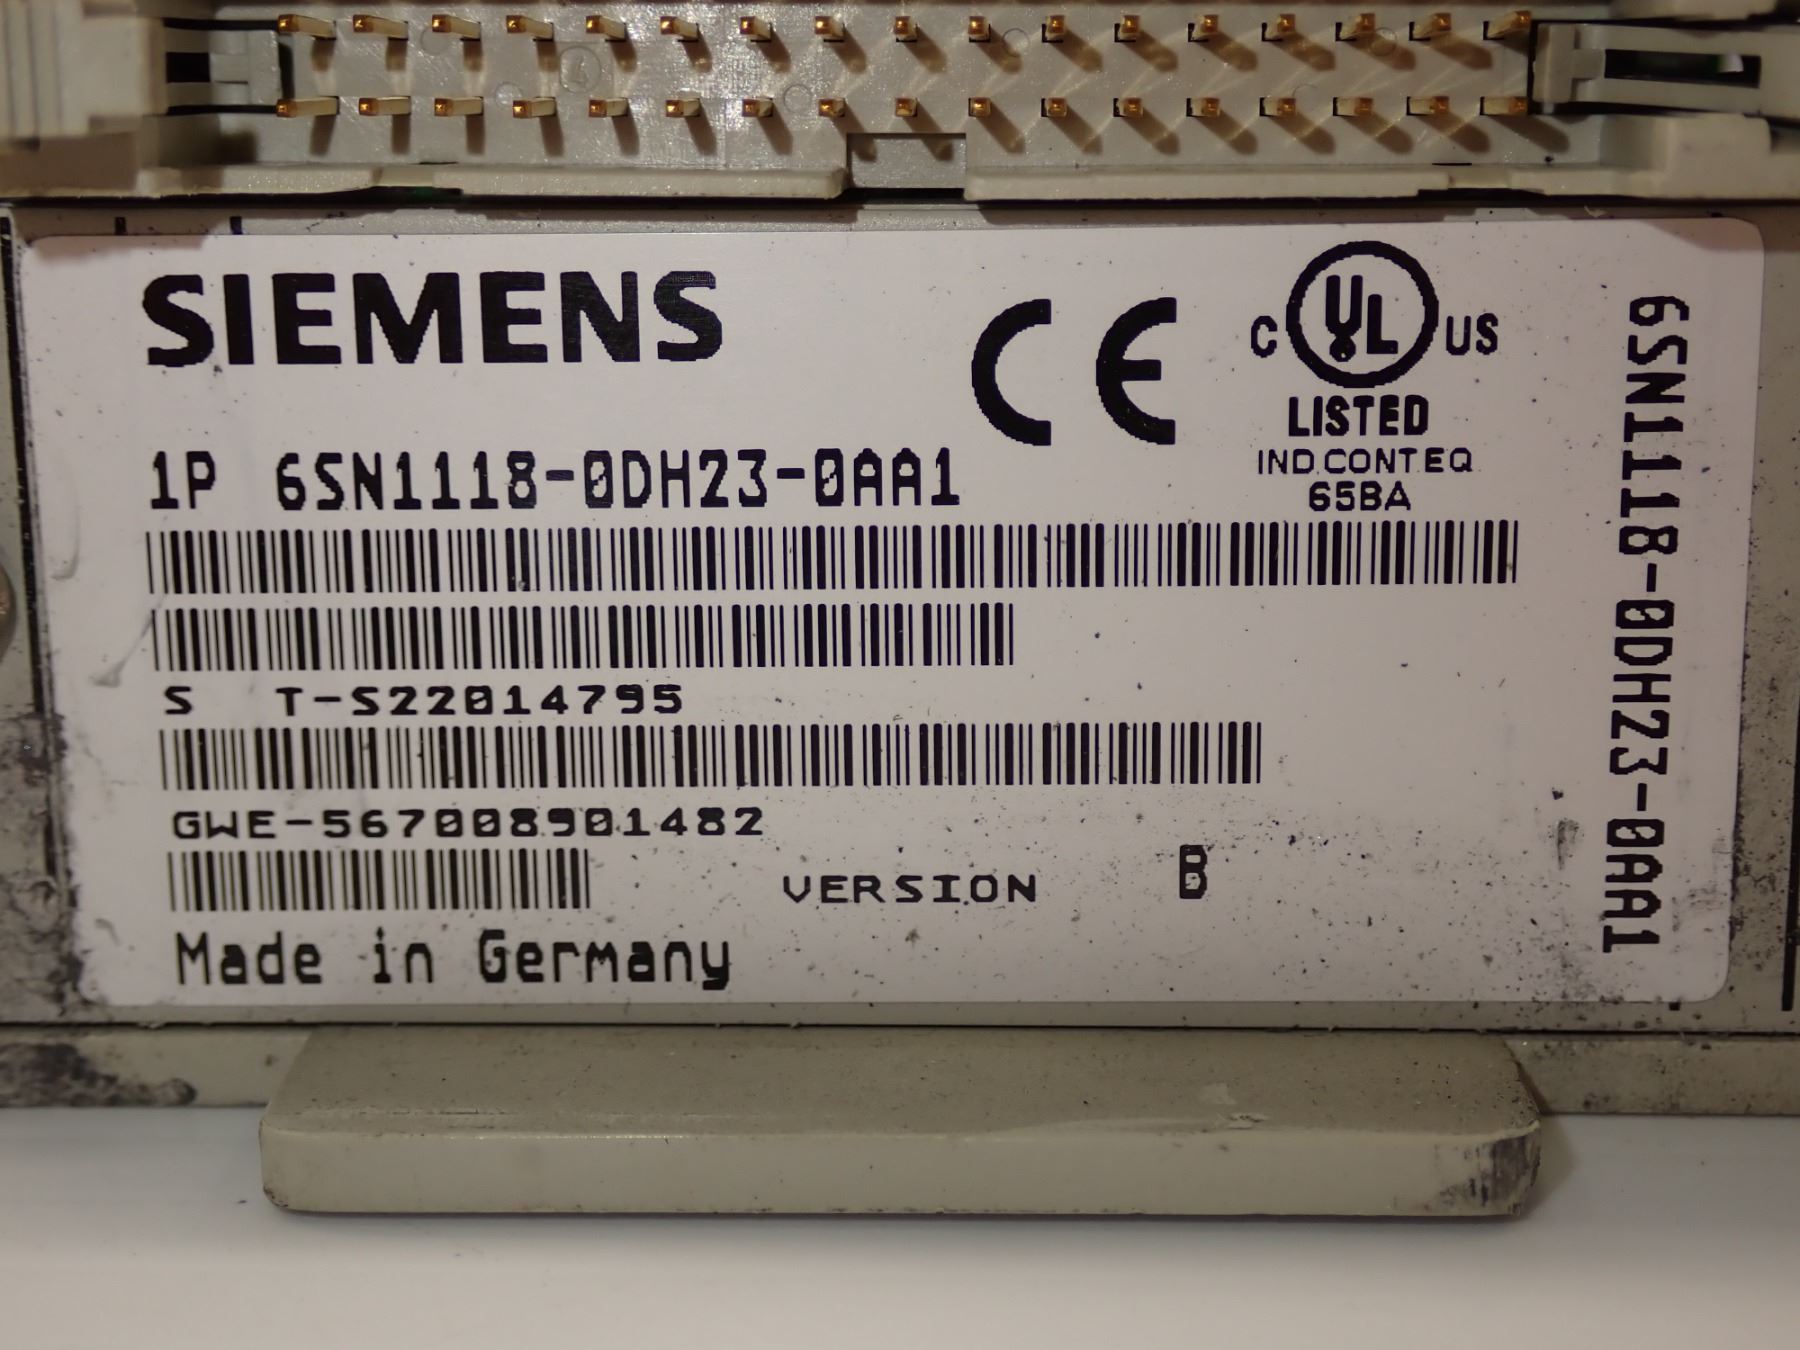 SIEMENS
CE
C UL US
LISTED
IND.CONT.EQ
65BA
1P 6SN1118-0DH23-0AA1
S T-S22014795
GWE-567008901482
VERSION B
Made in Germany
6SN1118-0DH23-0AA1